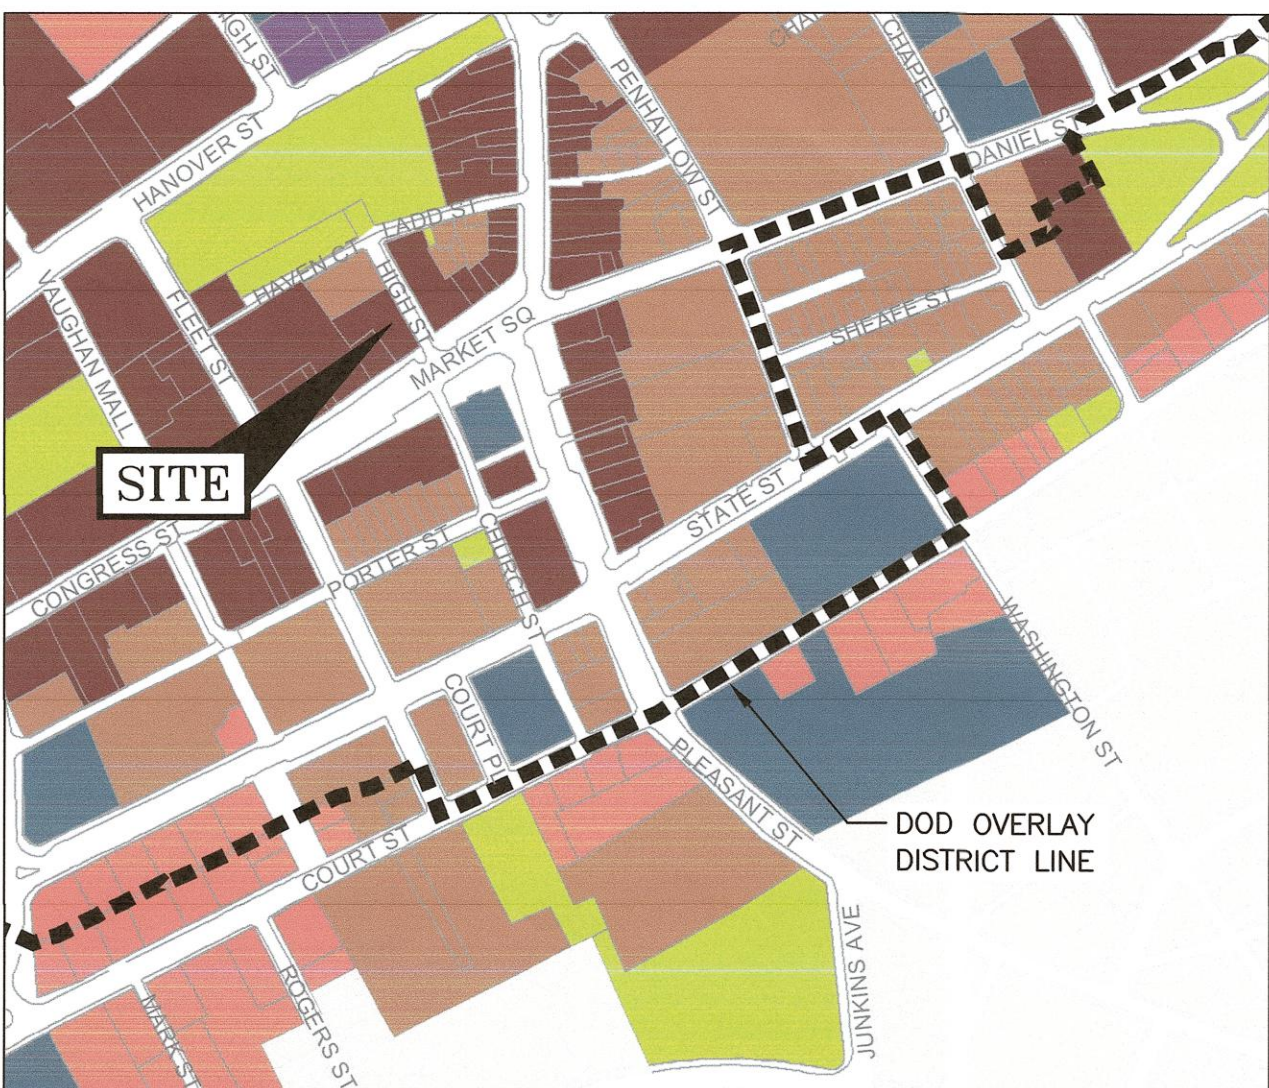 CHAPEL ST
PENHALLOW ST
HANOVER ST
DANIEL ST
LADD ST
HAVEN CT
HIGH ST
VAUGHAN MALL
FLEET ST
MARKET SQ
SHEAFE ST
SITE
STATE ST
CONGRESS ST
PORTER ST
CHURCH ST
WASHINGTON ST
COURT PL
PLEASANT ST
DOD OVERLAY
DISTRICT LINE
COURT ST
JUNKINS AVE
MARK ST
ROGERS ST